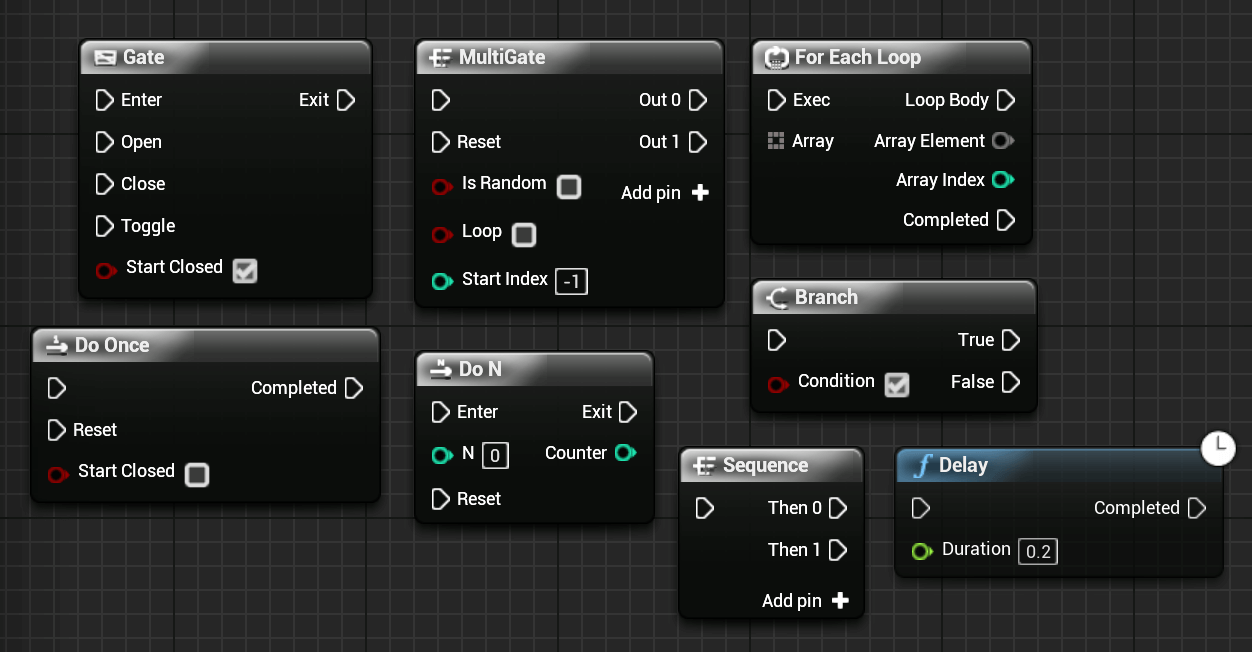 Gate
Enter
Exit
Open
Close
Toggle
Start Closed
MultiGate
Out 0
Reset
Out 1
Is Random
Add pin
Loop
Start Index -1
For Each Loop
Exec
Loop Body
Array
Array Element
Array Index
Completed
Branch
True
Condition
False
Do Once
Completed
Reset
Start Closed
N
Do N
Enter
Exit
N 0
Counter
Reset
Sequence
Then 0
Then 1
Add pin
f
Delay
Completed
Duration 0.2